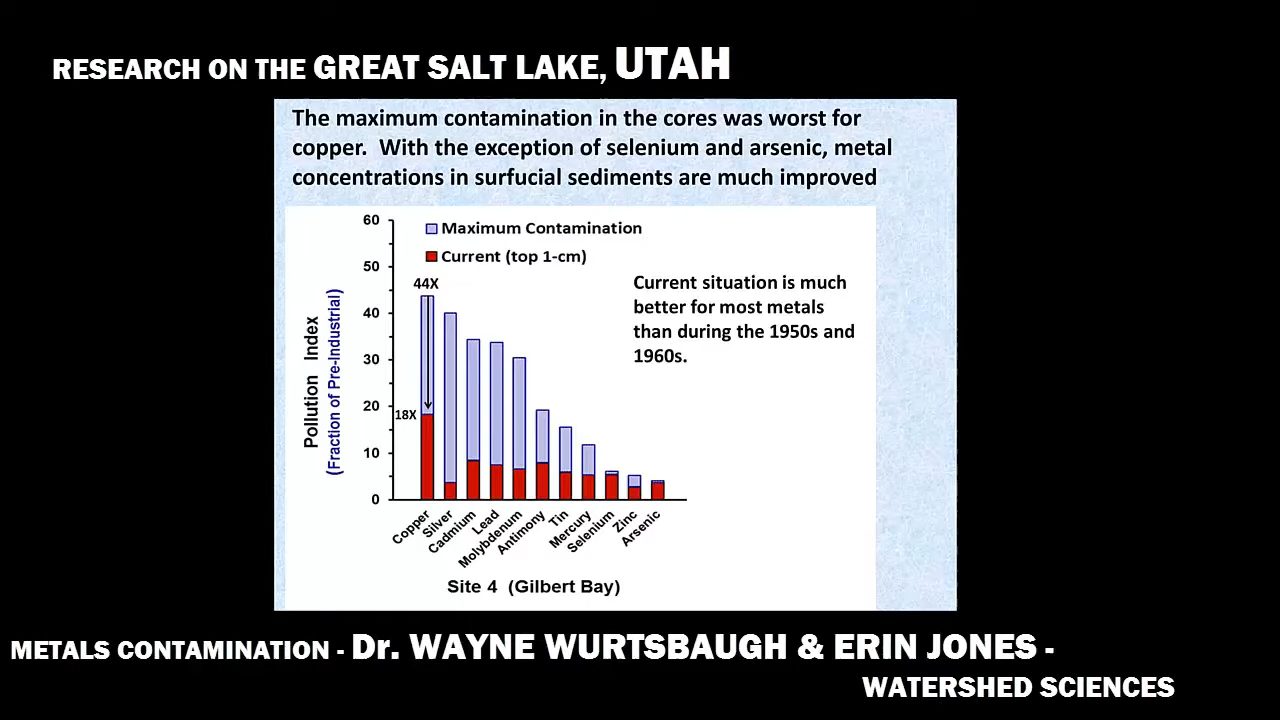 RESEARCH ON THE GREAT SALT LAKE, UTAH
The maximum contamination in the cores was worst for
copper. With the exception of selenium and arsenic, metal
concentrations in surfucial sediments are much improved
60
50
40
30
20
10
0
Pollution Index
(Fraction of Pre-Industrial)
Maximum Contamination
Current (top 1-cm)
44X
18X
Current situation is much
better for most metals
than during the 1950s and
1960s.
Copper
Silver
Cadmium
Lead
Molybdenum
Antimony
Tin
Mercury
Selenium
Zinc
Arsenic
Site 4 (Gilbert Bay)
METALS CONTAMINATION - Dr. WAYNE WURTSBAUGH & ERIN JONES -
WATERSHED SCIENCES